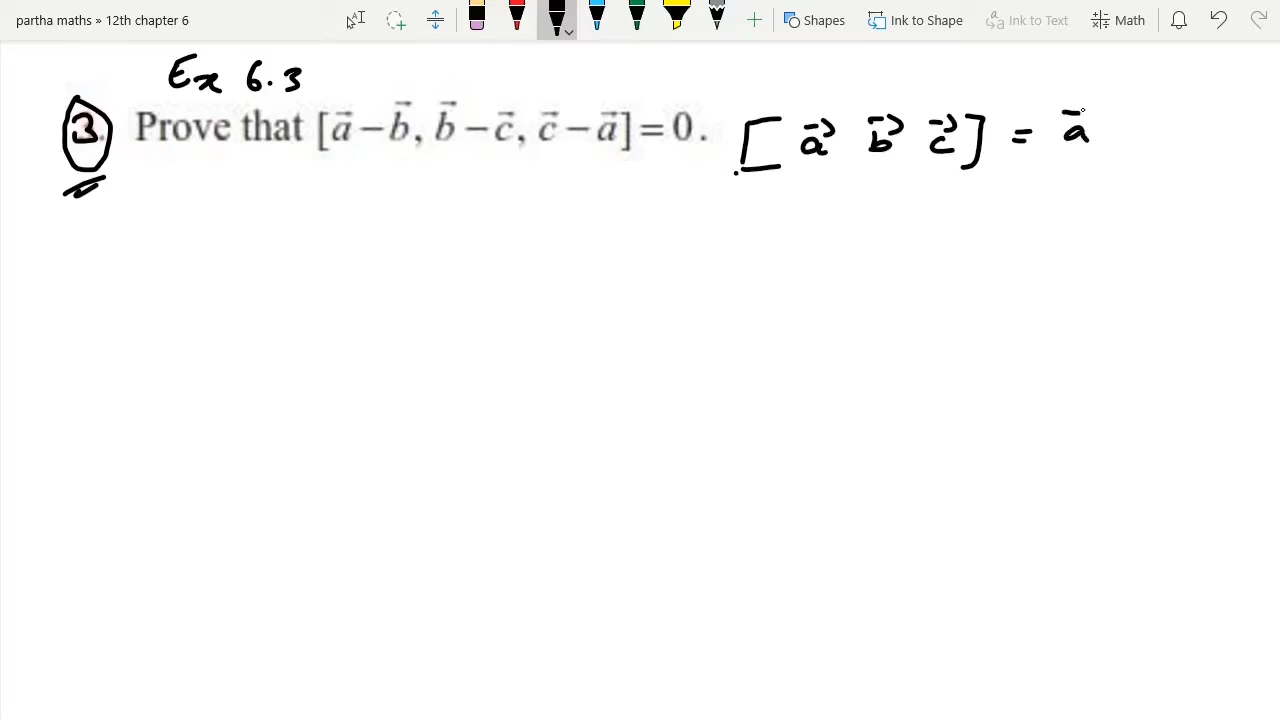 partha maths » 12th chapter 6 Shapes Ink to Shape Ink to Text Math
Ex 6.3
3. Prove that [a⃗ − b⃗, b⃗ − c⃗, c⃗ − a⃗] = 0. [a⃗ b⃗ c⃗] = a̅